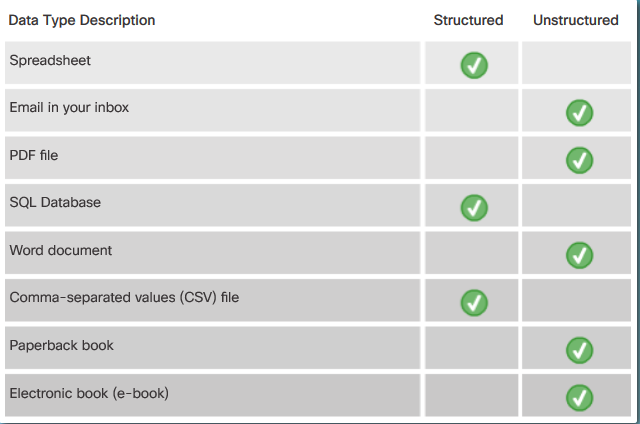 Data Type Description Structured Unstructured
Spreadsheet
Email in your inbox
PDF file
SQL Database
Word document
Comma-separated values (CSV) file
Paperback book
Electronic book (e-book)